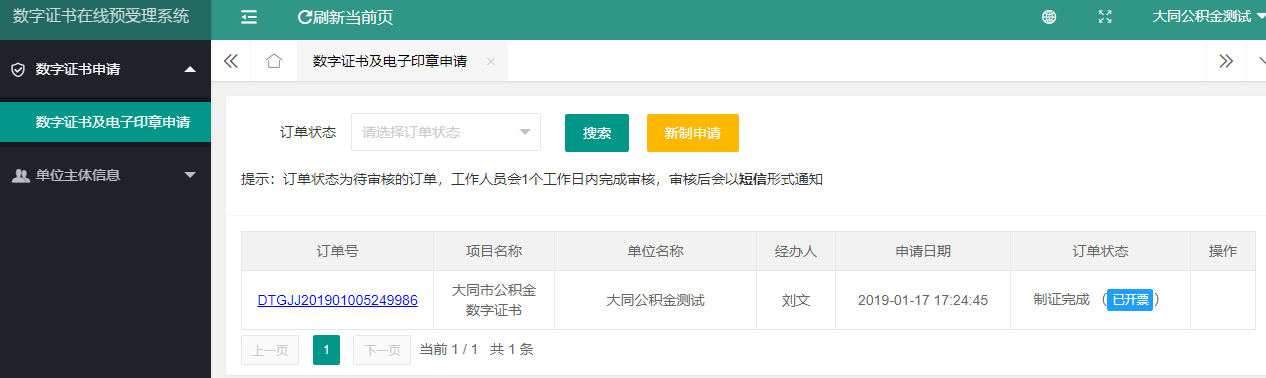 数字证书在线预受理系统
刷新当前页
大同公积金测试
数字证书申请
数字证书及电子印章申请
数字证书及电子印章申请
单位主体信息
订单状态 请选择订单状态 搜索 新制申请
提示：订单状态为待审核的订单，工作人员会1个工作日内完成审核，审核后会以短信形式通知
订单号 项目名称 单位名称 经办人 申请日期 订单状态 操作
DTGJJ201901005249986 大同市公积金
数字证书 大同公积金测试 刘文 2019-01-17 17:24:45 制证完成 （已开票）
上一页 1 下一页 当前 1 / 1 共 1 条